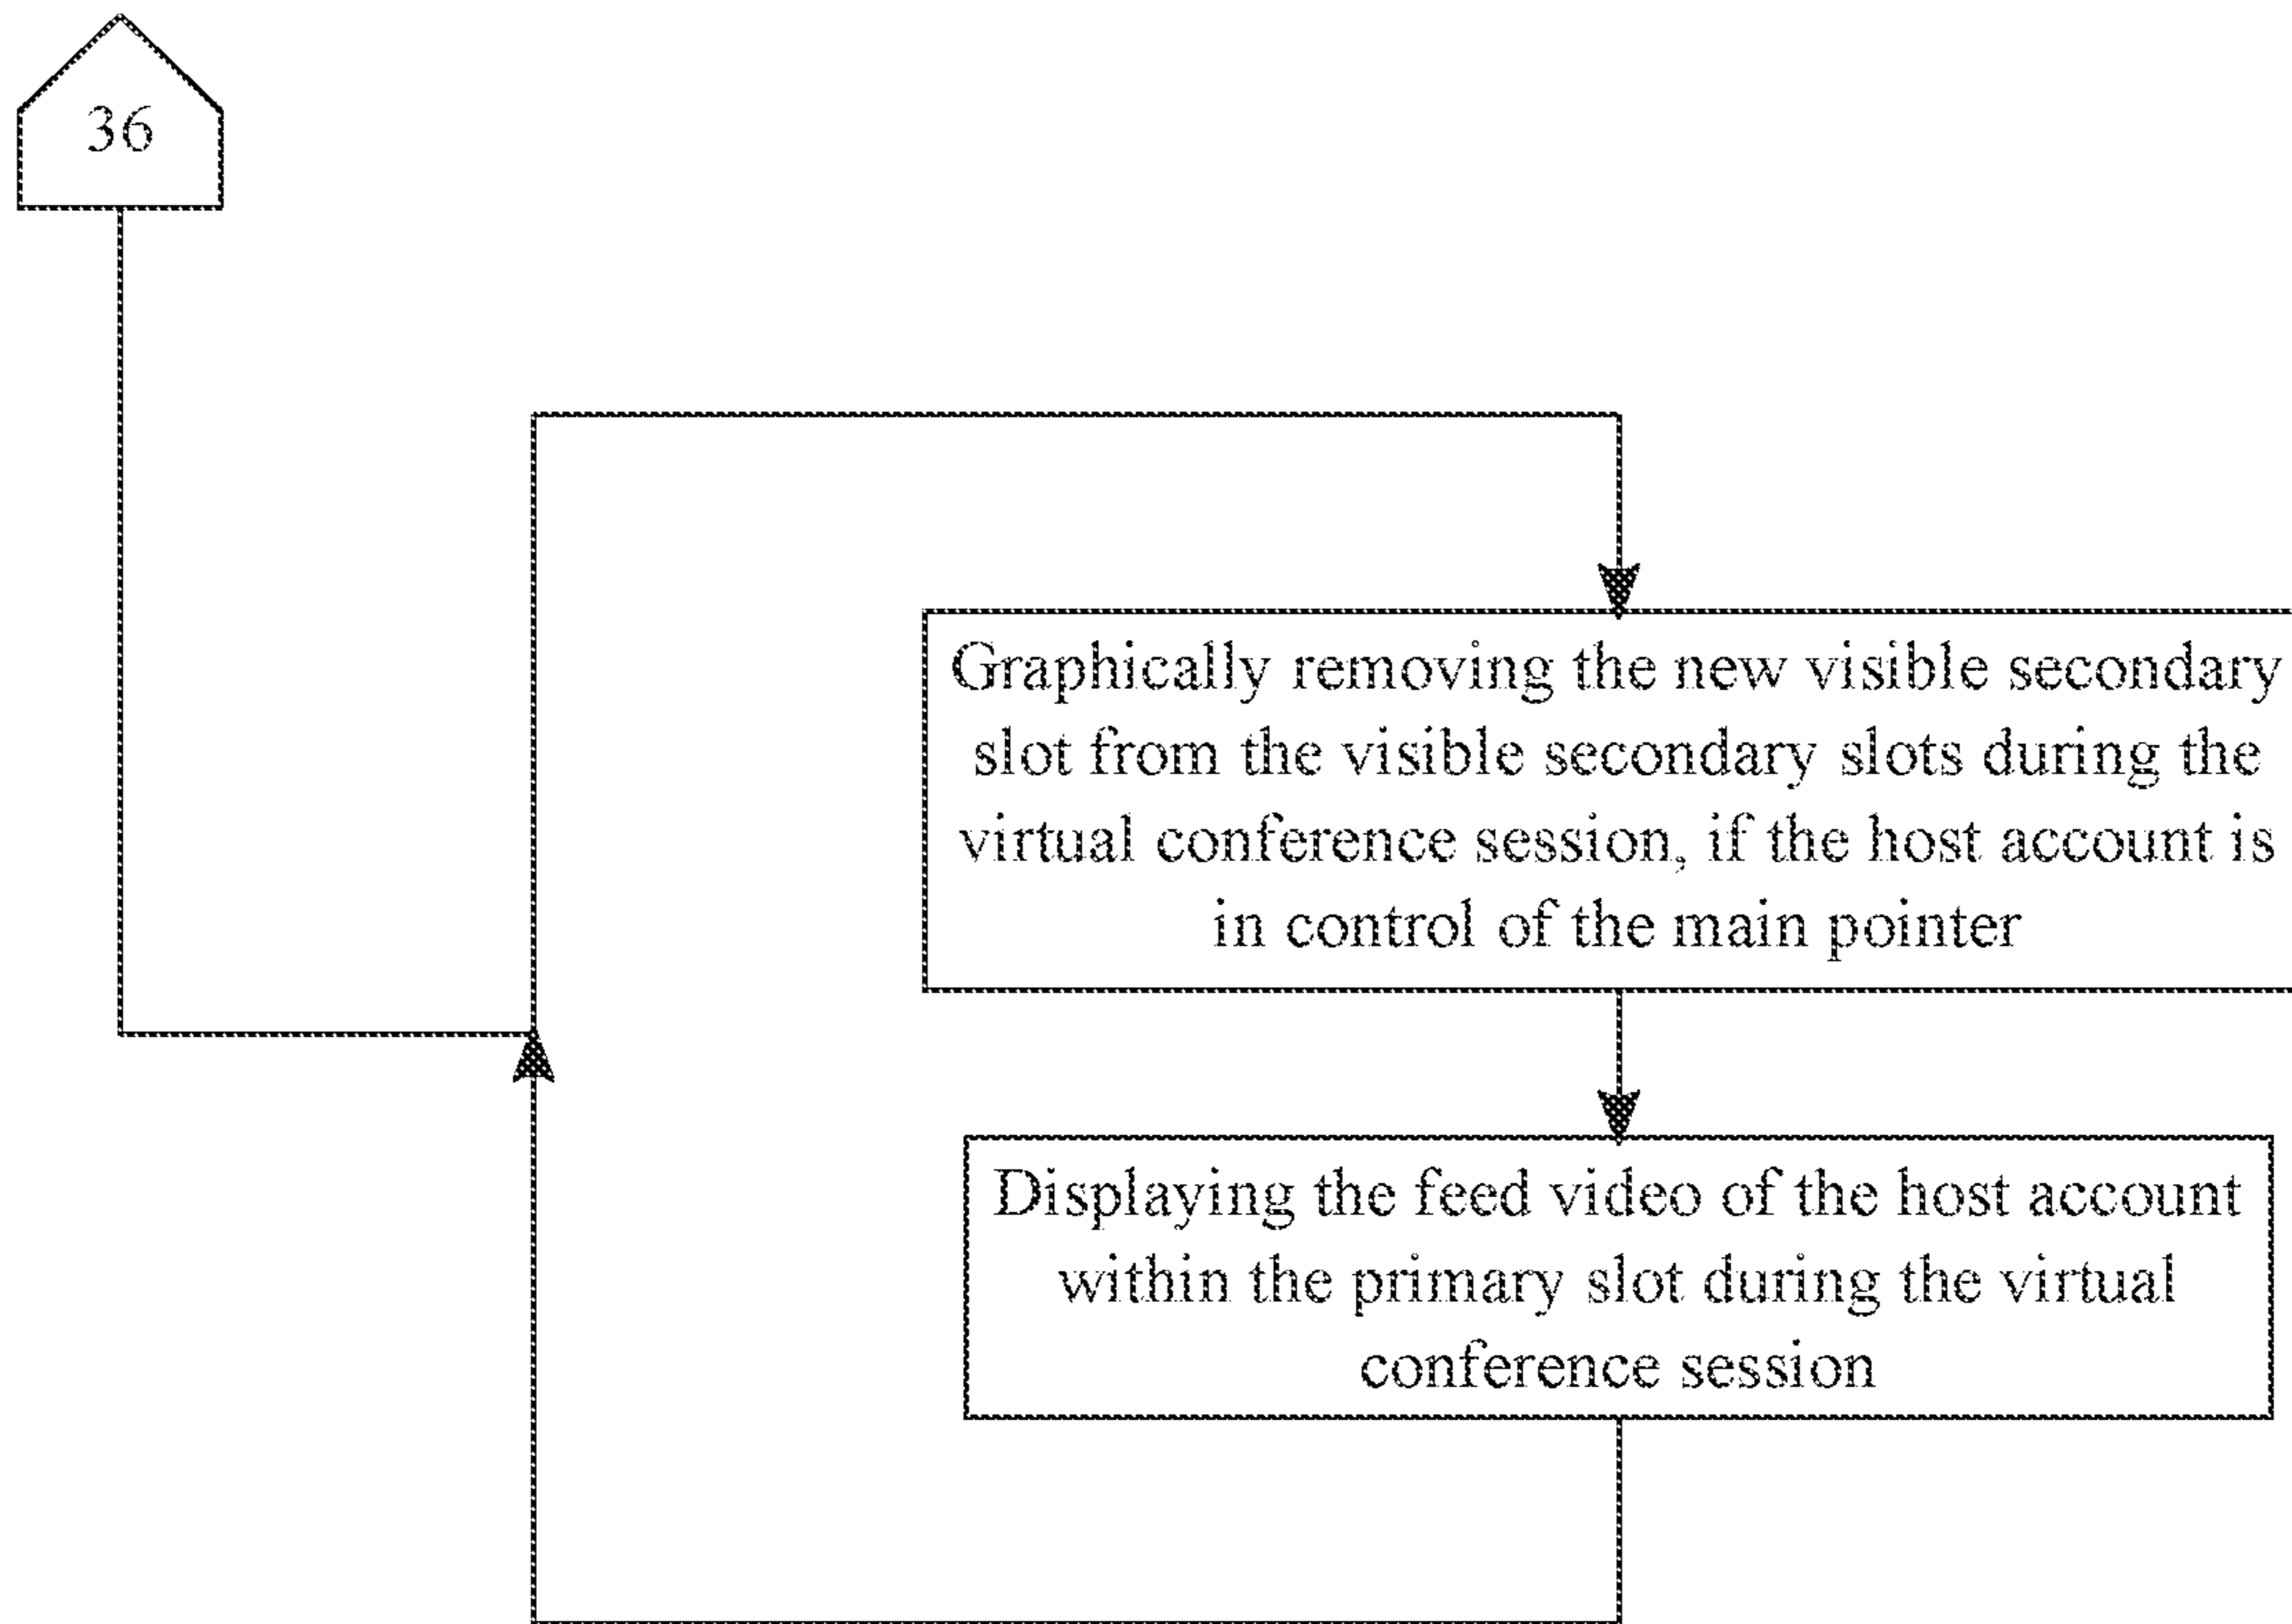 36
Graphically removing the new visible secondary
slot from the visible secondary slots during the
virtual conference session, if the host account is
in control of the main pointer
Displaying the feed video of the host account
within the primary slot during the virtual
conference session